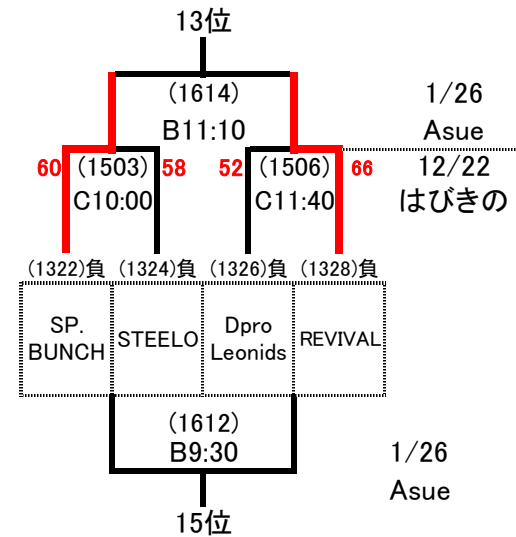 13位
(1614)
B11:10
1/26
Asue
60
(1503)
C10:00
58
52
(1506)
C11:40
66
12/22
はびきの
(1322)負
(1324)負
(1326)負
(1328)負
SP.
BUNCH
STEELO
Dpro
Leonids
REVIVAL
(1612)
B9:30
1/26
Asue
15位